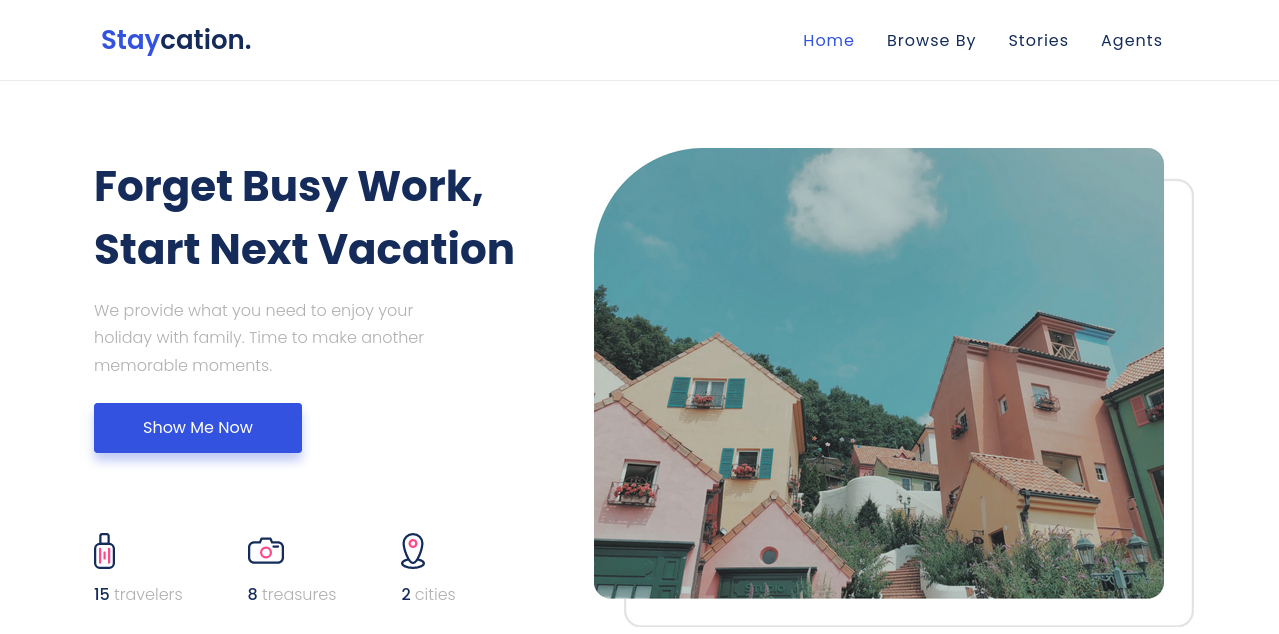 Staycation.
Home Browse By Stories Agents
Forget Busy Work,
Start Next Vacation
We provide what you need to enjoy your
holiday with family. Time to make another
memorable moments.
Show Me Now
15 travelers
8 treasures
2 cities